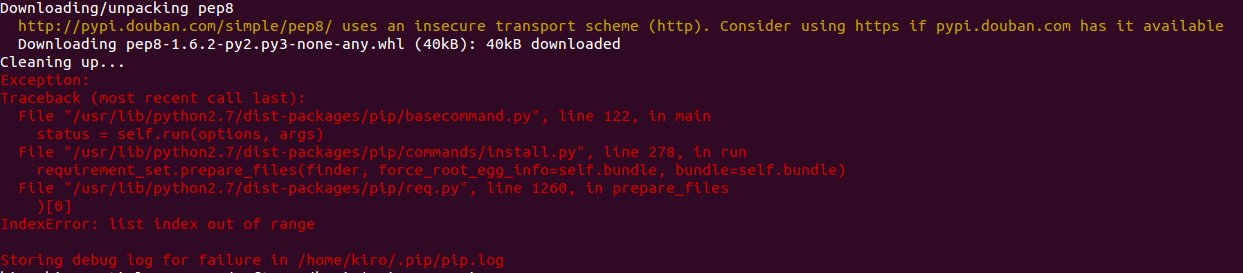 Downloading/unpacking pep8
http://pypi.douban.com/simple/pep8/ uses an insecure transport scheme (http). Consider using https if pypi.douban.com has it available
Downloading pep8-1.6.2-py2.py3-none-any.whl (40kB): 40kB downloaded
Cleaning up...
Exception:
Traceback (most recent call last):
File "/usr/lib/python2.7/dist-packages/pip/basecommand.py", line 122, in main
status = self.run(options, args)
File "/usr/lib/python2.7/dist-packages/pip/commands/install.py", line 278, in run
requirement_set.prepare_files(finder, force_root_egg_info=self.bundle, bundle=self.bundle)
File "/usr/lib/python2.7/dist-packages/pip/req.py", line 1260, in prepare_files
)[0]
IndexError: list index out of range
Storing debug log for failure in /home/kiro/.pip/pip.log